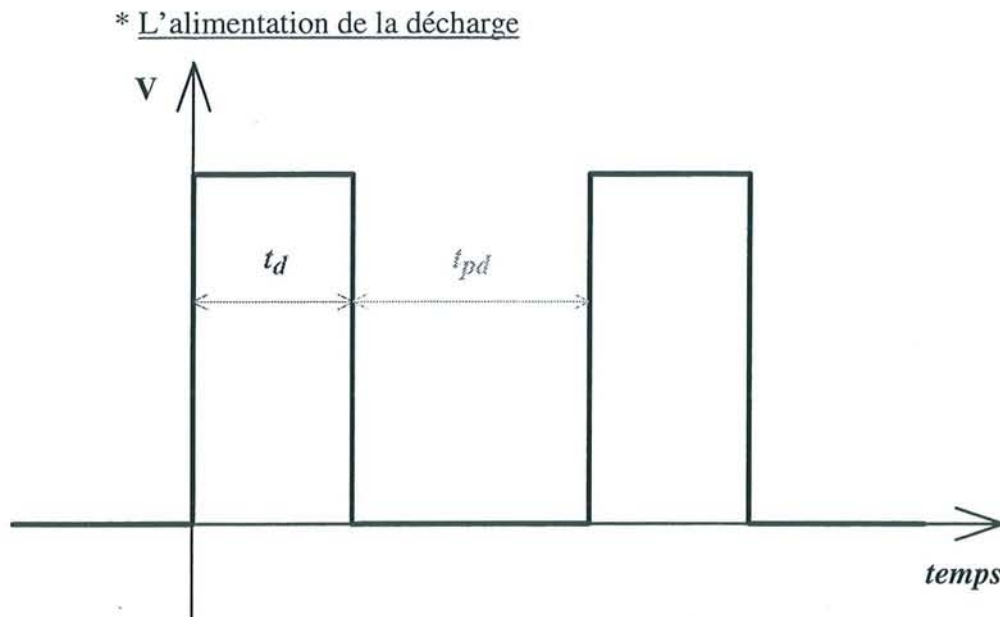 * L'alimentation de la décharge
V
t_d
t_pd
temps